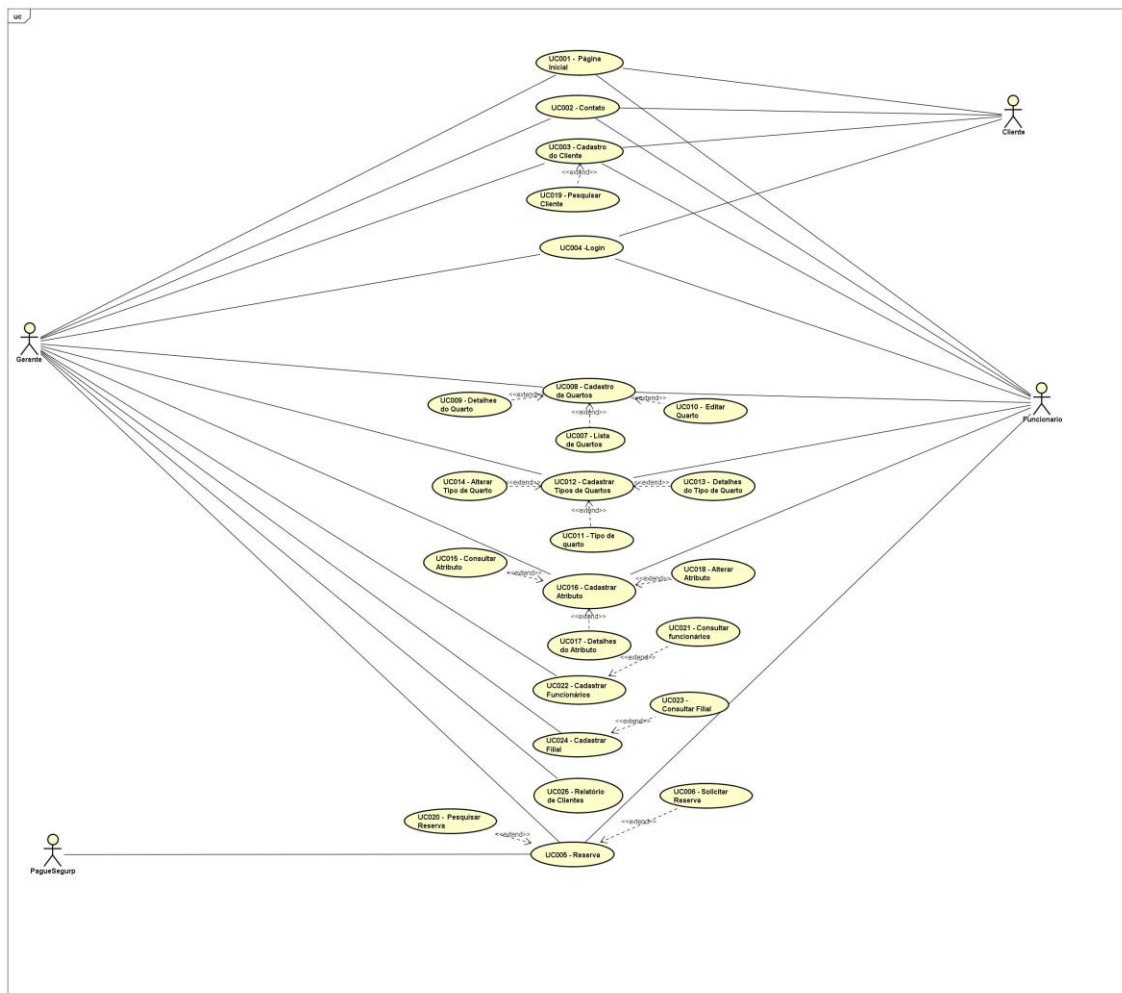 uc
UC001 - Página
Inicial
UC002 - Contato
Cliente
UC003 - Cadastro
do Cliente
<<extend>>
UC019 - Pesquisar
Cliente
UC004 -Login
Gerente
UC008 - Cadastro
de Quartos
UC009 - Detalhes
do Quarto
<<extend>>
<<extend>>
UC010 - Editar
Quarto
<<extend>>
Funcionario
UC007 - Lista
de Quartos
UC014 - Alterar
Tipo de Quarto
<<extend>>
UC012 - Cadastrar
Tipos de Quartos
<<extend>>
UC013 - Detalhes
do Tipo de Quarto
<<extend>>
UC011 - Tipo de
quarto
UC015 - Consultar
Atributo
<<extend>>
UC016 - Cadastrar
Atributo
<<extend>>
UC018 - Alterar
Atributo
<<extend>>
UC017 - Detalhes
do Atributo
UC021 - Consultar
funcionários
<<extend>>
UC022 - Cadastrar
Funcionários
UC023 -
Consultar Filial
<<extend>>
UC024 - Cadastrar
Filial
UC025 - Relatório
de Clientes
UC006 - Solicitar
Reserva
<<extend>>
UC020 - Pesquisar
Reserva
<<extend>>
UC005 - Reserva
PagueSegurp